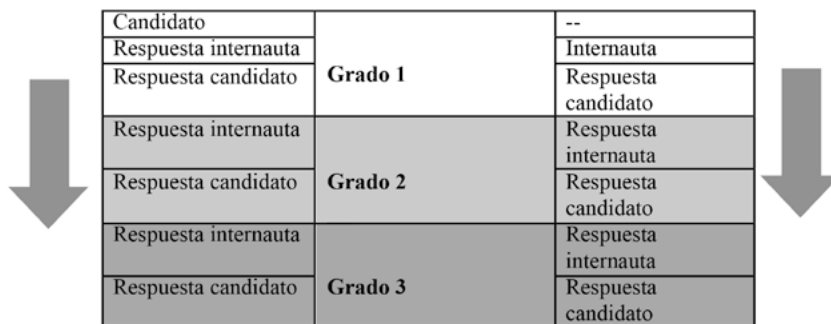 Candidato --
Respuesta internauta Internauta
Respuesta candidato Grado 1 Respuesta
candidato
Respuesta internauta Respuesta
internauta
Respuesta candidato Grado 2 Respuesta
candidato
Respuesta internauta Respuesta
internauta
Respuesta candidato Grado 3 Respuesta
candidato